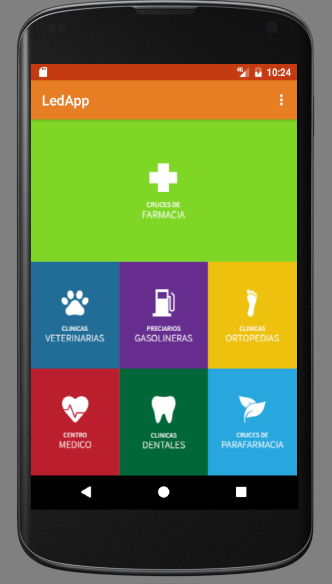 4G 10:24
LedApp
CRUCES DE
FARMACIA
CLINICAS
VETERINARIAS
PRECIARIOS
GASOLINERAS
CLINICAS
ORTOPEDIAS
CENTRO
MEDICO
CLINICAS
DENTALES
CRUCES DE
PARAFARMACIA